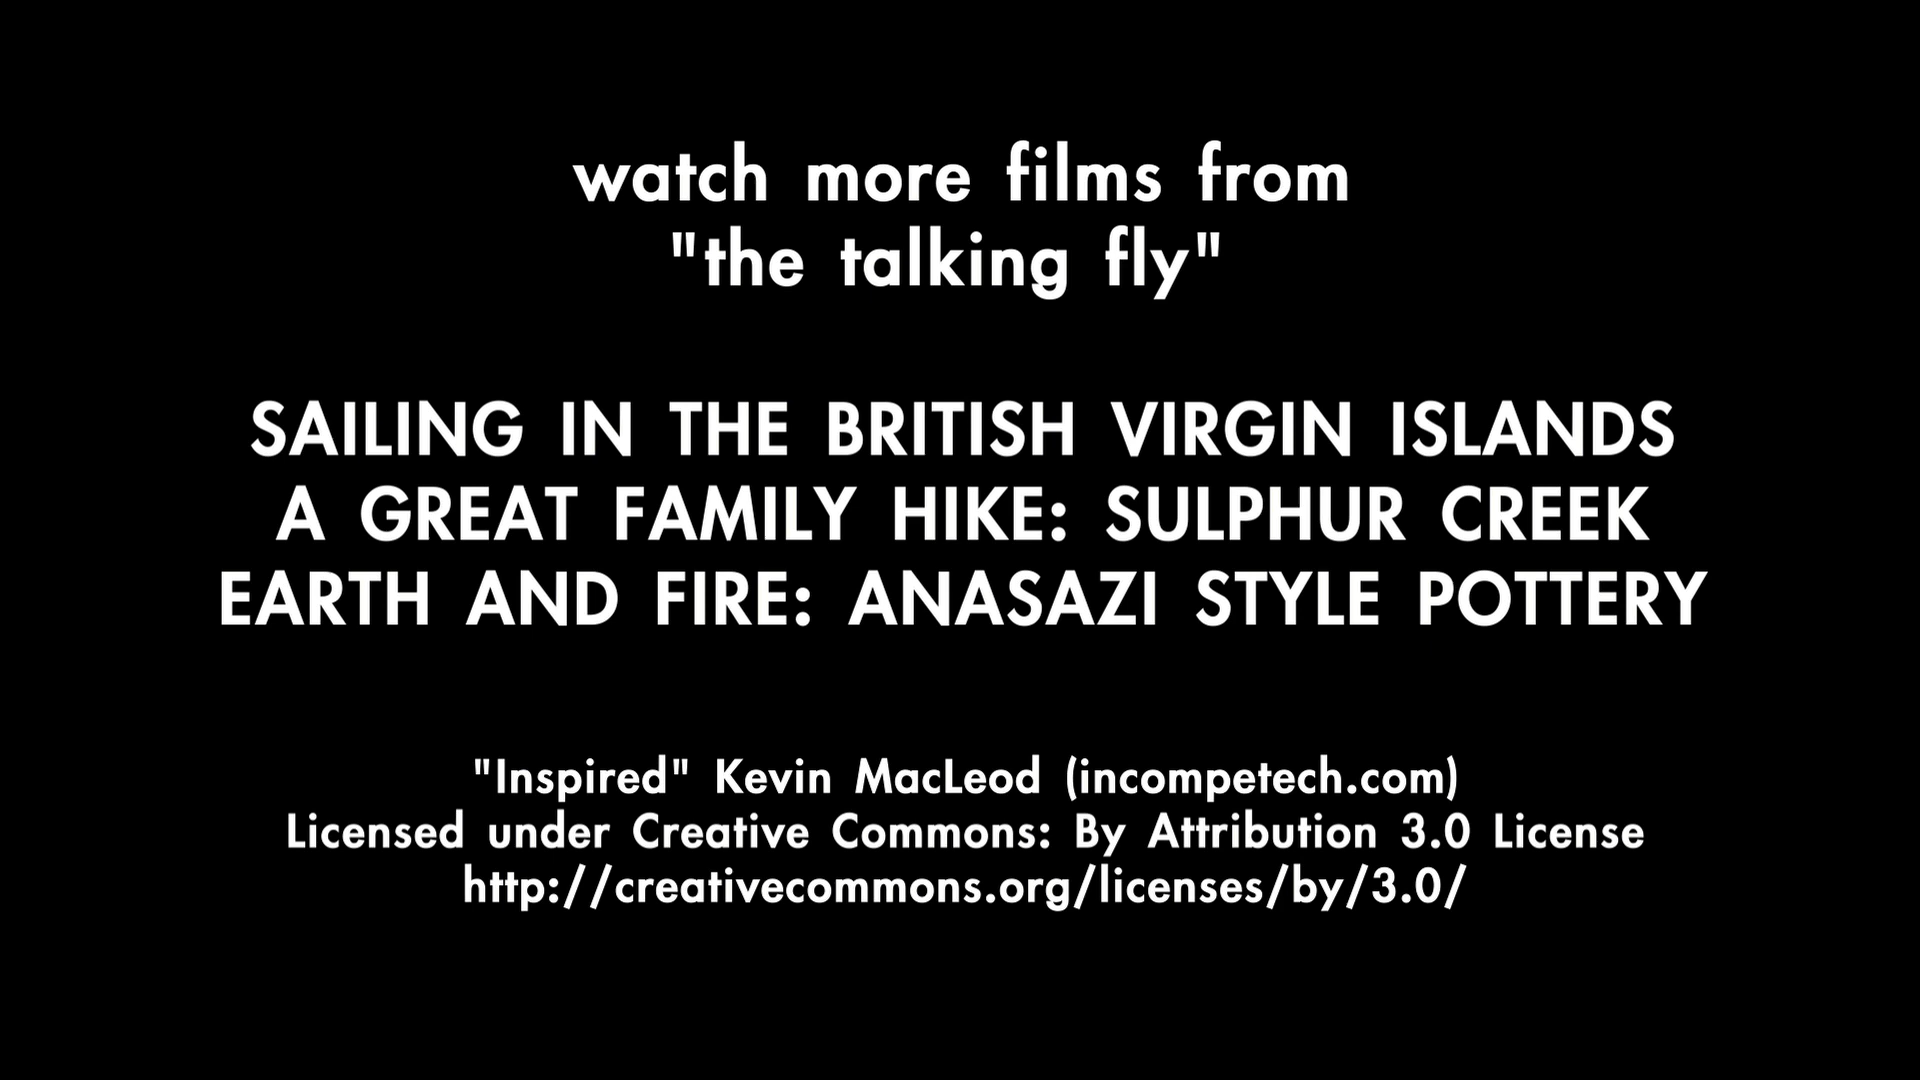 watch more films from
"the talking fly"
SAILING IN THE BRITISH VIRGIN ISLANDS
A GREAT FAMILY HIKE: SULPHUR CREEK
EARTH AND FIRE: ANASAZI STYLE POTTERY
"Inspired" Kevin MacLeod (incompetech.com)
Licensed under Creative Commons: By Attribution 3.0 License
http://creativecommons.org/licenses/by/3.0/